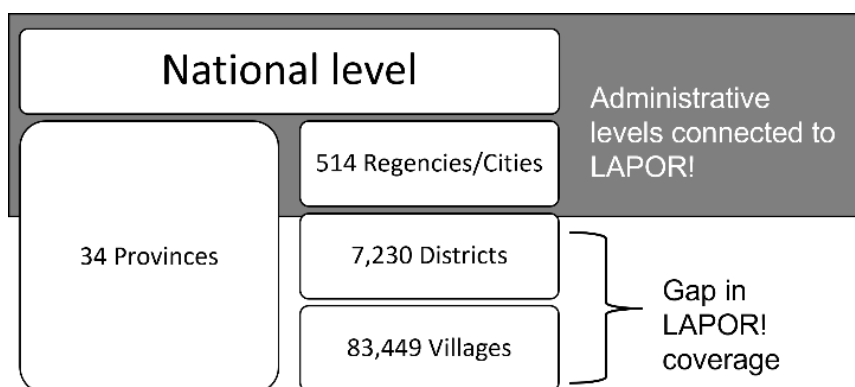 National level
Administrative
levels connected to
LAPOR!
514 Regencies/Cities
34 Provinces
7,230 Districts
Gap in
LAPOR!
coverage
83,449 Villages